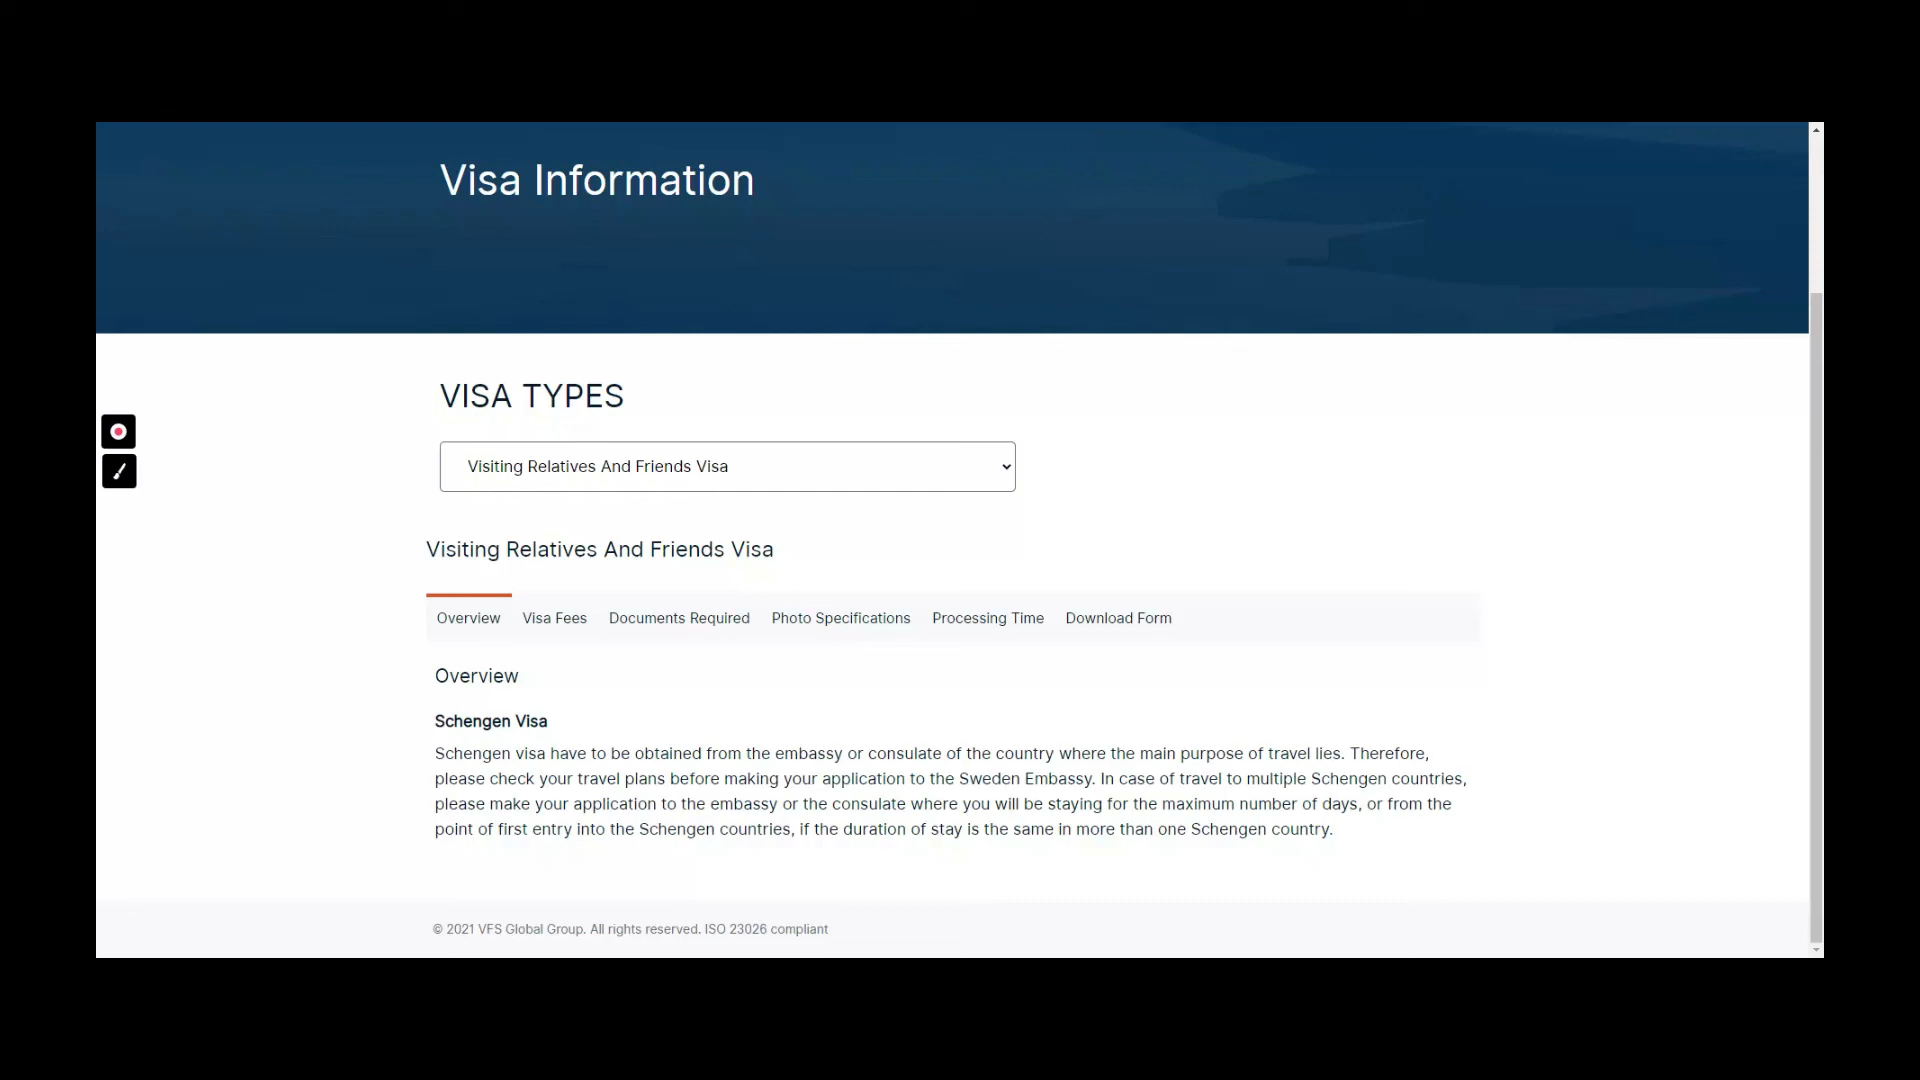 Visa Information
VISA TYPES
Visiting Relatives And Friends Visa
Visiting Relatives And Friends Visa
Overview Visa Fees Documents Required Photo Specifications Processing Time Download Form
Overview
Schengen Visa
Schengen visa have to be obtained from the embassy or consulate of the country where the main purpose of travel lies. Therefore,
please check your travel plans before making your application to the Sweden Embassy. In case of travel to multiple Schengen countries,
please make your application to the embassy or the consulate where you will be staying for the maximum number of days, or from the
point of first entry into the Schengen countries, if the duration of stay is the same in more than one Schengen country.
© 2021 VFS Global Group. All rights reserved. ISO 23026 compliant